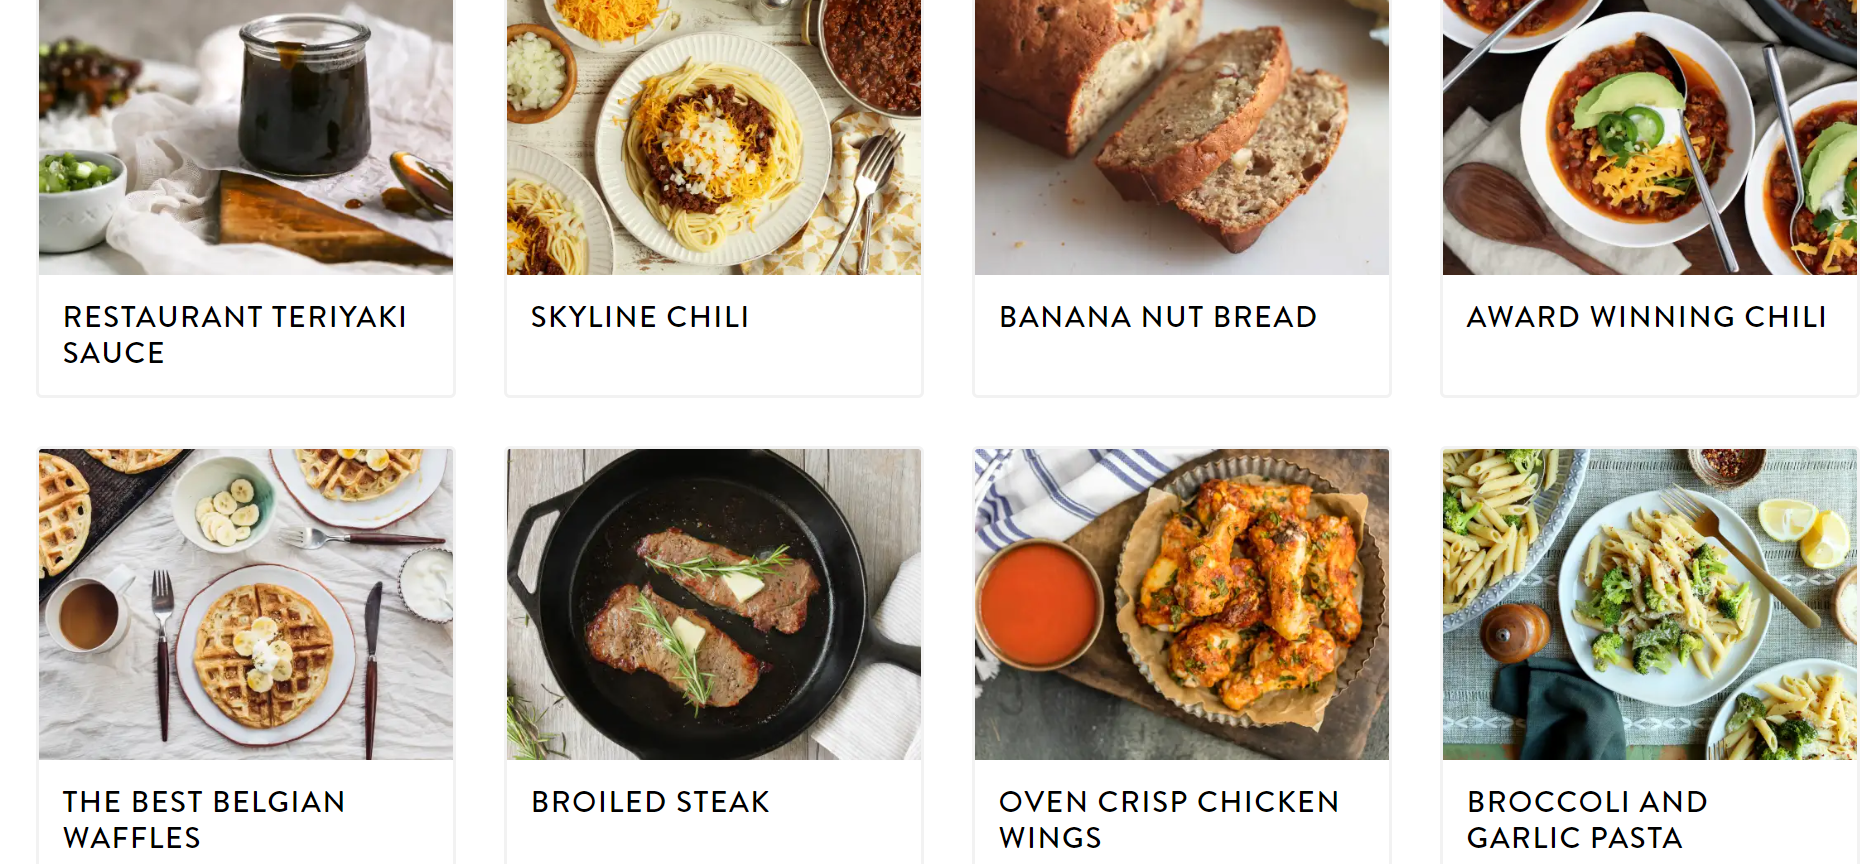 RESTAURANT TERIYAKI
SAUCE
SKYLINE CHILI
BANANA NUT BREAD
AWARD WINNING CHILI
THE BEST BELGIAN
WAFFLES
BROILED STEAK
OVEN CRISP CHICKEN
WINGS
BROCCOLI AND
GARLIC PASTA